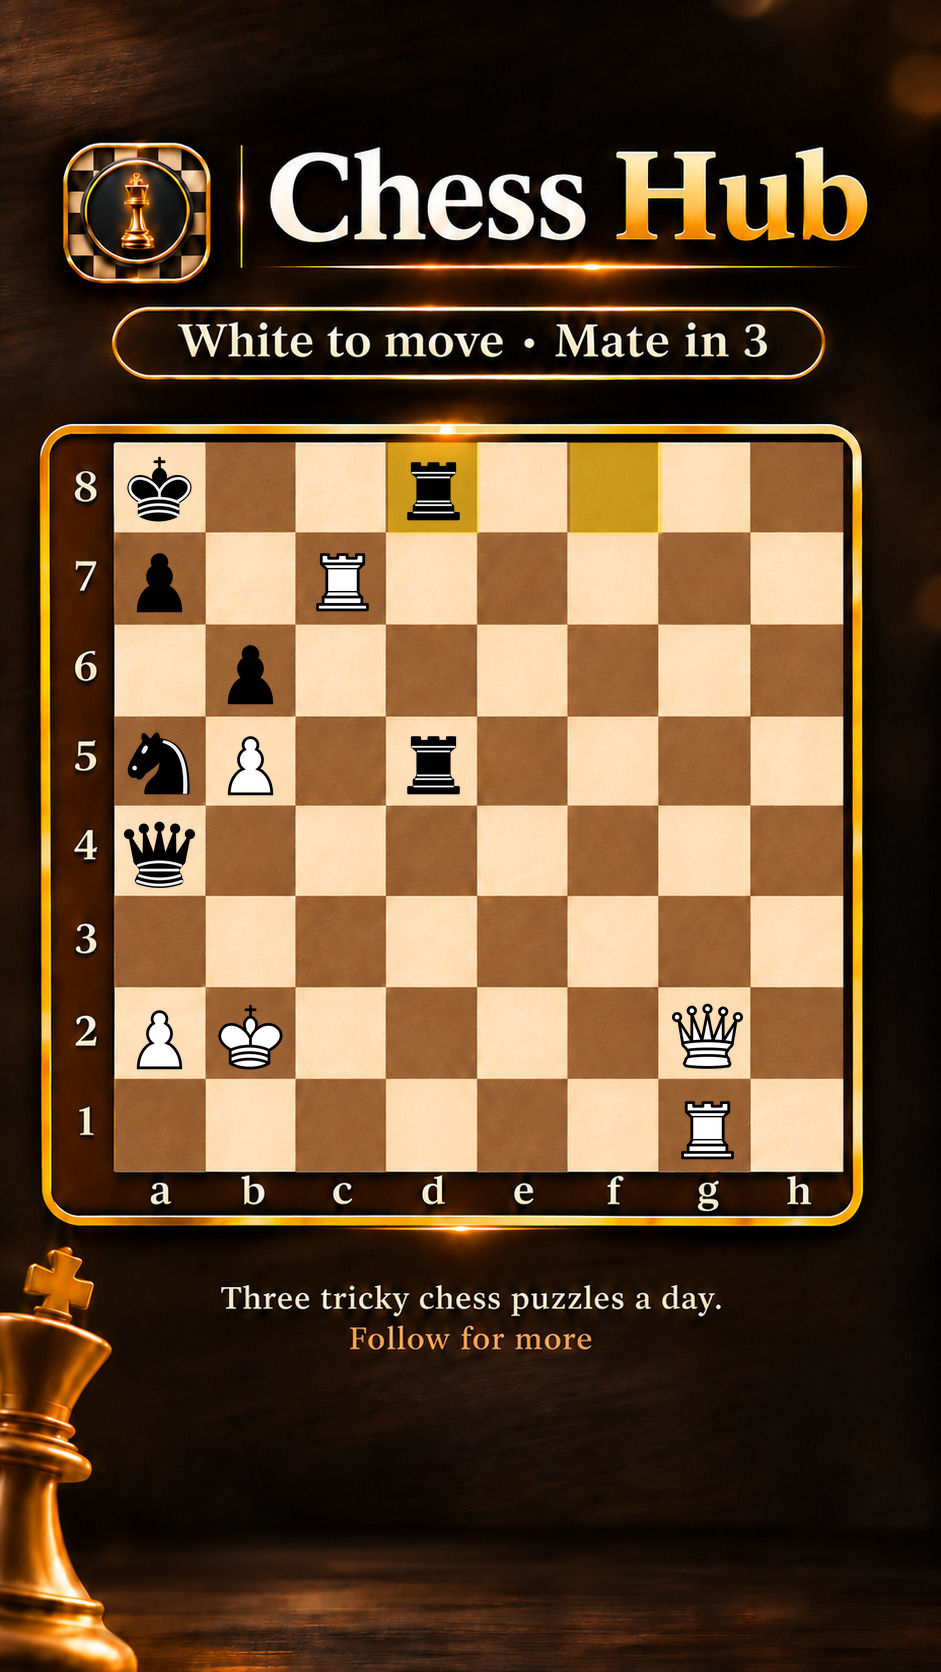 Chess Hub
White to move • Mate in 3
8
7
6
5
4
3
2
1
a b c d e f g h
Three tricky chess puzzles a day.
Follow for more